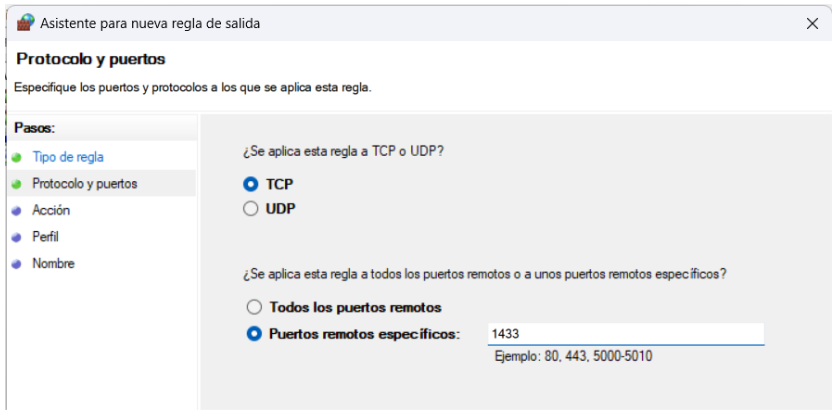 Asistente para nueva regla de salida
Protocolo y puertos
Especifique los puertos y protocolos a los que se aplica esta regla.
Pasos:
Tipo de regla
Protocolo y puertos
Acción
Perfil
Nombre
¿Se aplica esta regla a TCP o UDP?
TCP
UDP
¿Se aplica esta regla a todos los puertos remotos o a unos puertos remotos específicos?
Todos los puertos remotos
Puertos remotos específicos: 1433
Ejemplo: 80, 443, 5000-5010